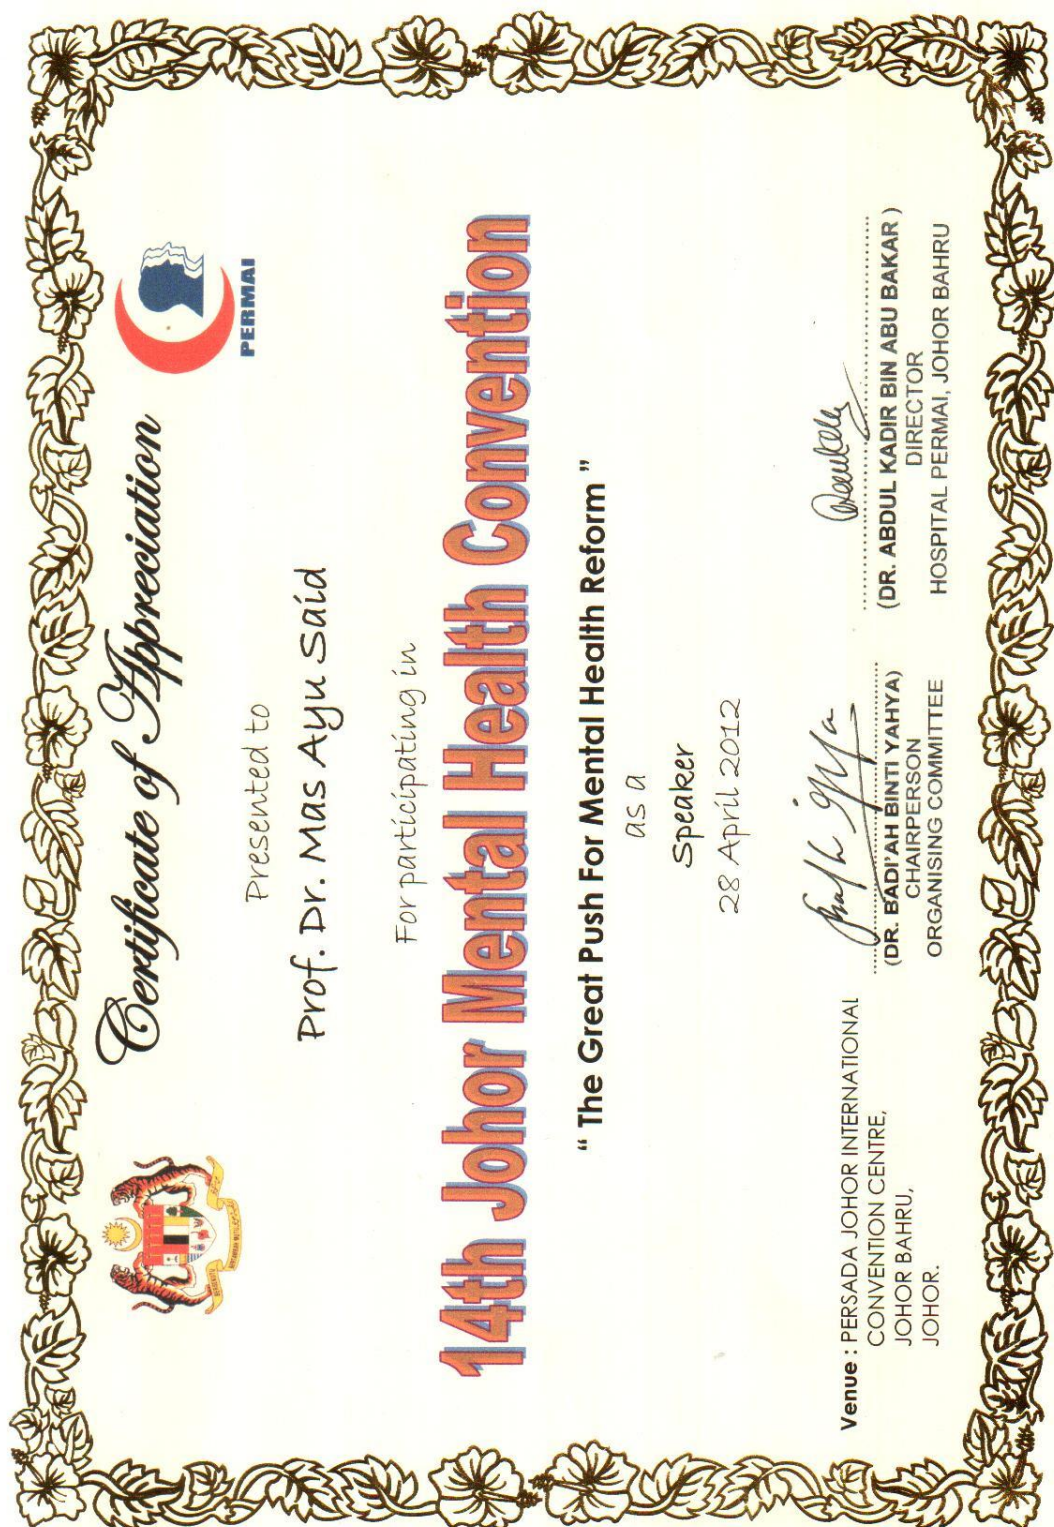 Certificate of Appreciation
PERMAI
Presented to
Prof. Dr. Mas Ayu Said
For participating in
14th Johor Mental Health Convention
“ The Great Push For Mental Health Reform ”
as a
Speaker
28 April 2012
Venue : PERSADA JOHOR INTERNATIONAL
CONVENTION CENTRE,
JOHOR BAHRU,
JOHOR.
(DR. BADI'AH BINTI YAHYA)
CHAIRPERSON
ORGANISING COMMITTEE
(DR. ABDUL KADIR BIN ABU BAKAR )
DIRECTOR
HOSPITAL PERMAI, JOHOR BAHRU